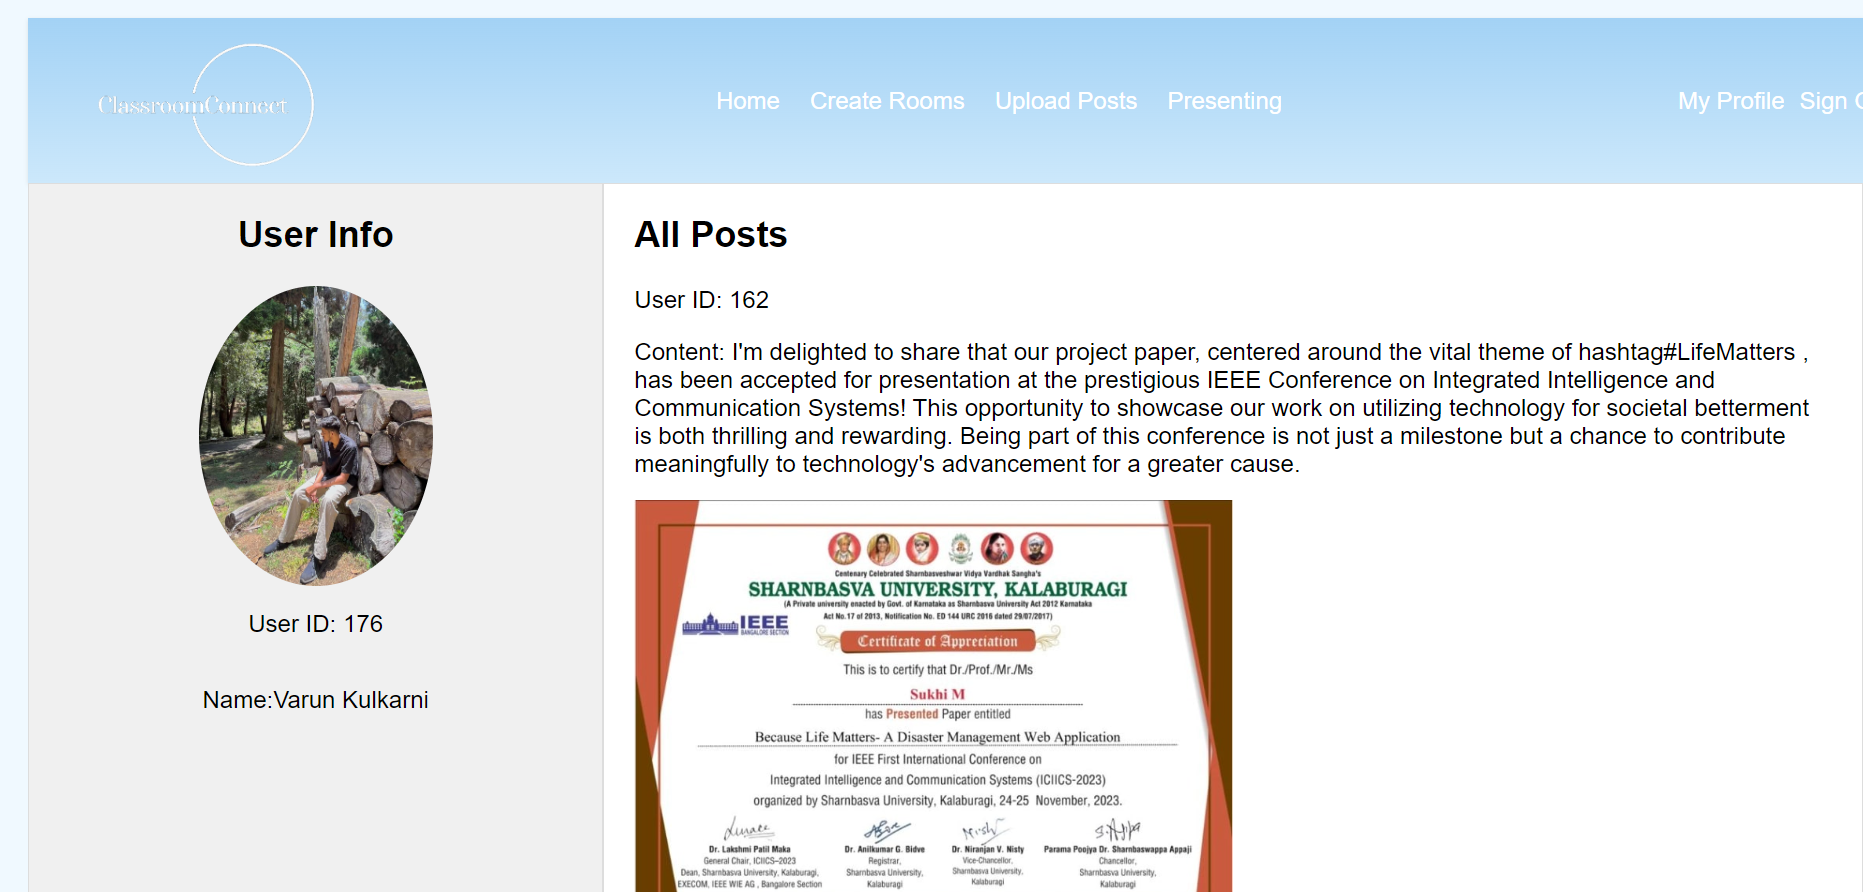 ClassroomConnect
Home Create Rooms Upload Posts Presenting
My Profile Sign
User Info
User ID: 176
Name:Varun Kulkarni
All Posts
User ID: 162
Content: I'm delighted to share that our project paper, centered around the vital theme of hashtag#LifeMatters ,
has been accepted for presentation at the prestigious IEEE Conference on Integrated Intelligence and
Communication Systems! This opportunity to showcase our work on utilizing technology for societal betterment
is both thrilling and rewarding. Being part of this conference is not just a milestone but a chance to contribute
meaningfully to technology's advancement for a greater cause.
Centenary Celebrated Sharnbasveshwar Vidya Vardhak Sangha's
SHARNBASVA UNIVERSITY, KALABURAGI
(A Private university enacted by Govt. of Karnataka as Sharnbasva University Act 2012 Karnataka
Act No.17 of 2013, Notification No. ED 144 URC 2016 dated 29/07/2017)
IEEE
BANGALORE SECTION
Certificate of Appreciation
This is to certify that Dr./Prof./Mr./Ms
Sukhi M
has Presented Paper entitled
Because Life Matters- A Disaster Management Web Application
for IEEE First International Conference on
Integrated Intelligence and Communication Systems (ICIICS-2023)
organized by Sharnbasva University, Kalaburagi, 24-25 November, 2023.
Dr. Lakshmi Patil Maka
General Chair, ICIICS-2023
Dean, Sharnbasva University, Kalaburagi,
EXECOM, IEEE WIE AG , Bangalore Section
Dr. Anilkumar G. Bidve
Registrar,
Sharnbasva University,
Kalaburagi
Dr. Niranjan V. Nisty
Vice-Chancellor,
Sharnbasva University,
Kalaburagi
Parama Poojya Dr. Sharnbaswappa Appaji
Chancellor,
Sharnbasva University,
Kalaburagi